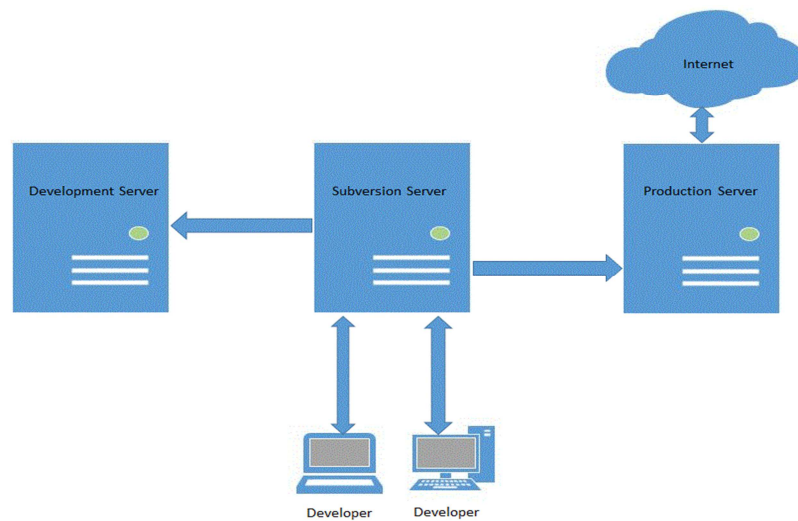 Internet
Development Server
Subversion Server
Production Server
Developer
Developer